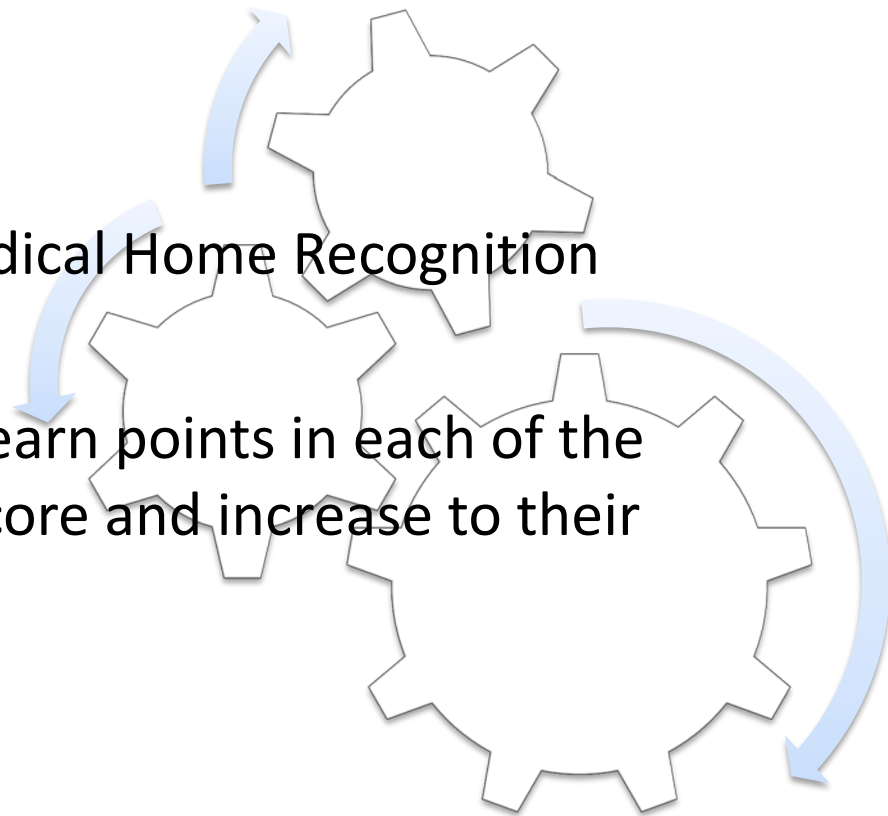 dical Home Recognition
earn points in each of the
core and increase to their